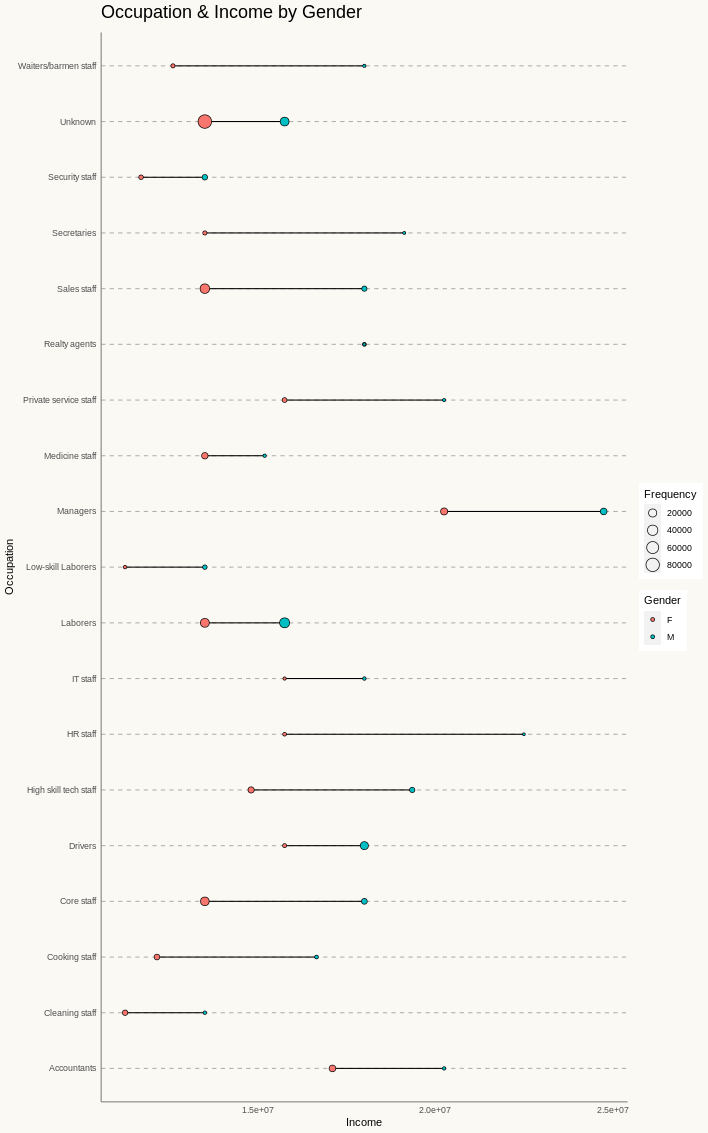 Occupation & Income by Gender
Waiters/barmen staff
Unknown
Security staff
Secretaries
Sales staff
Realty agents
Private service staff
Medicine staff
Managers
Low-skill Laborers
Laborers
IT staff
HR staff
High skill tech staff
Drivers
Core staff
Cooking staff
Cleaning staff
Accountants
Occupation
1.5e+07
2.0e+07
2.5e+07
Income
Frequency
20000
40000
60000
80000
Gender
F
M